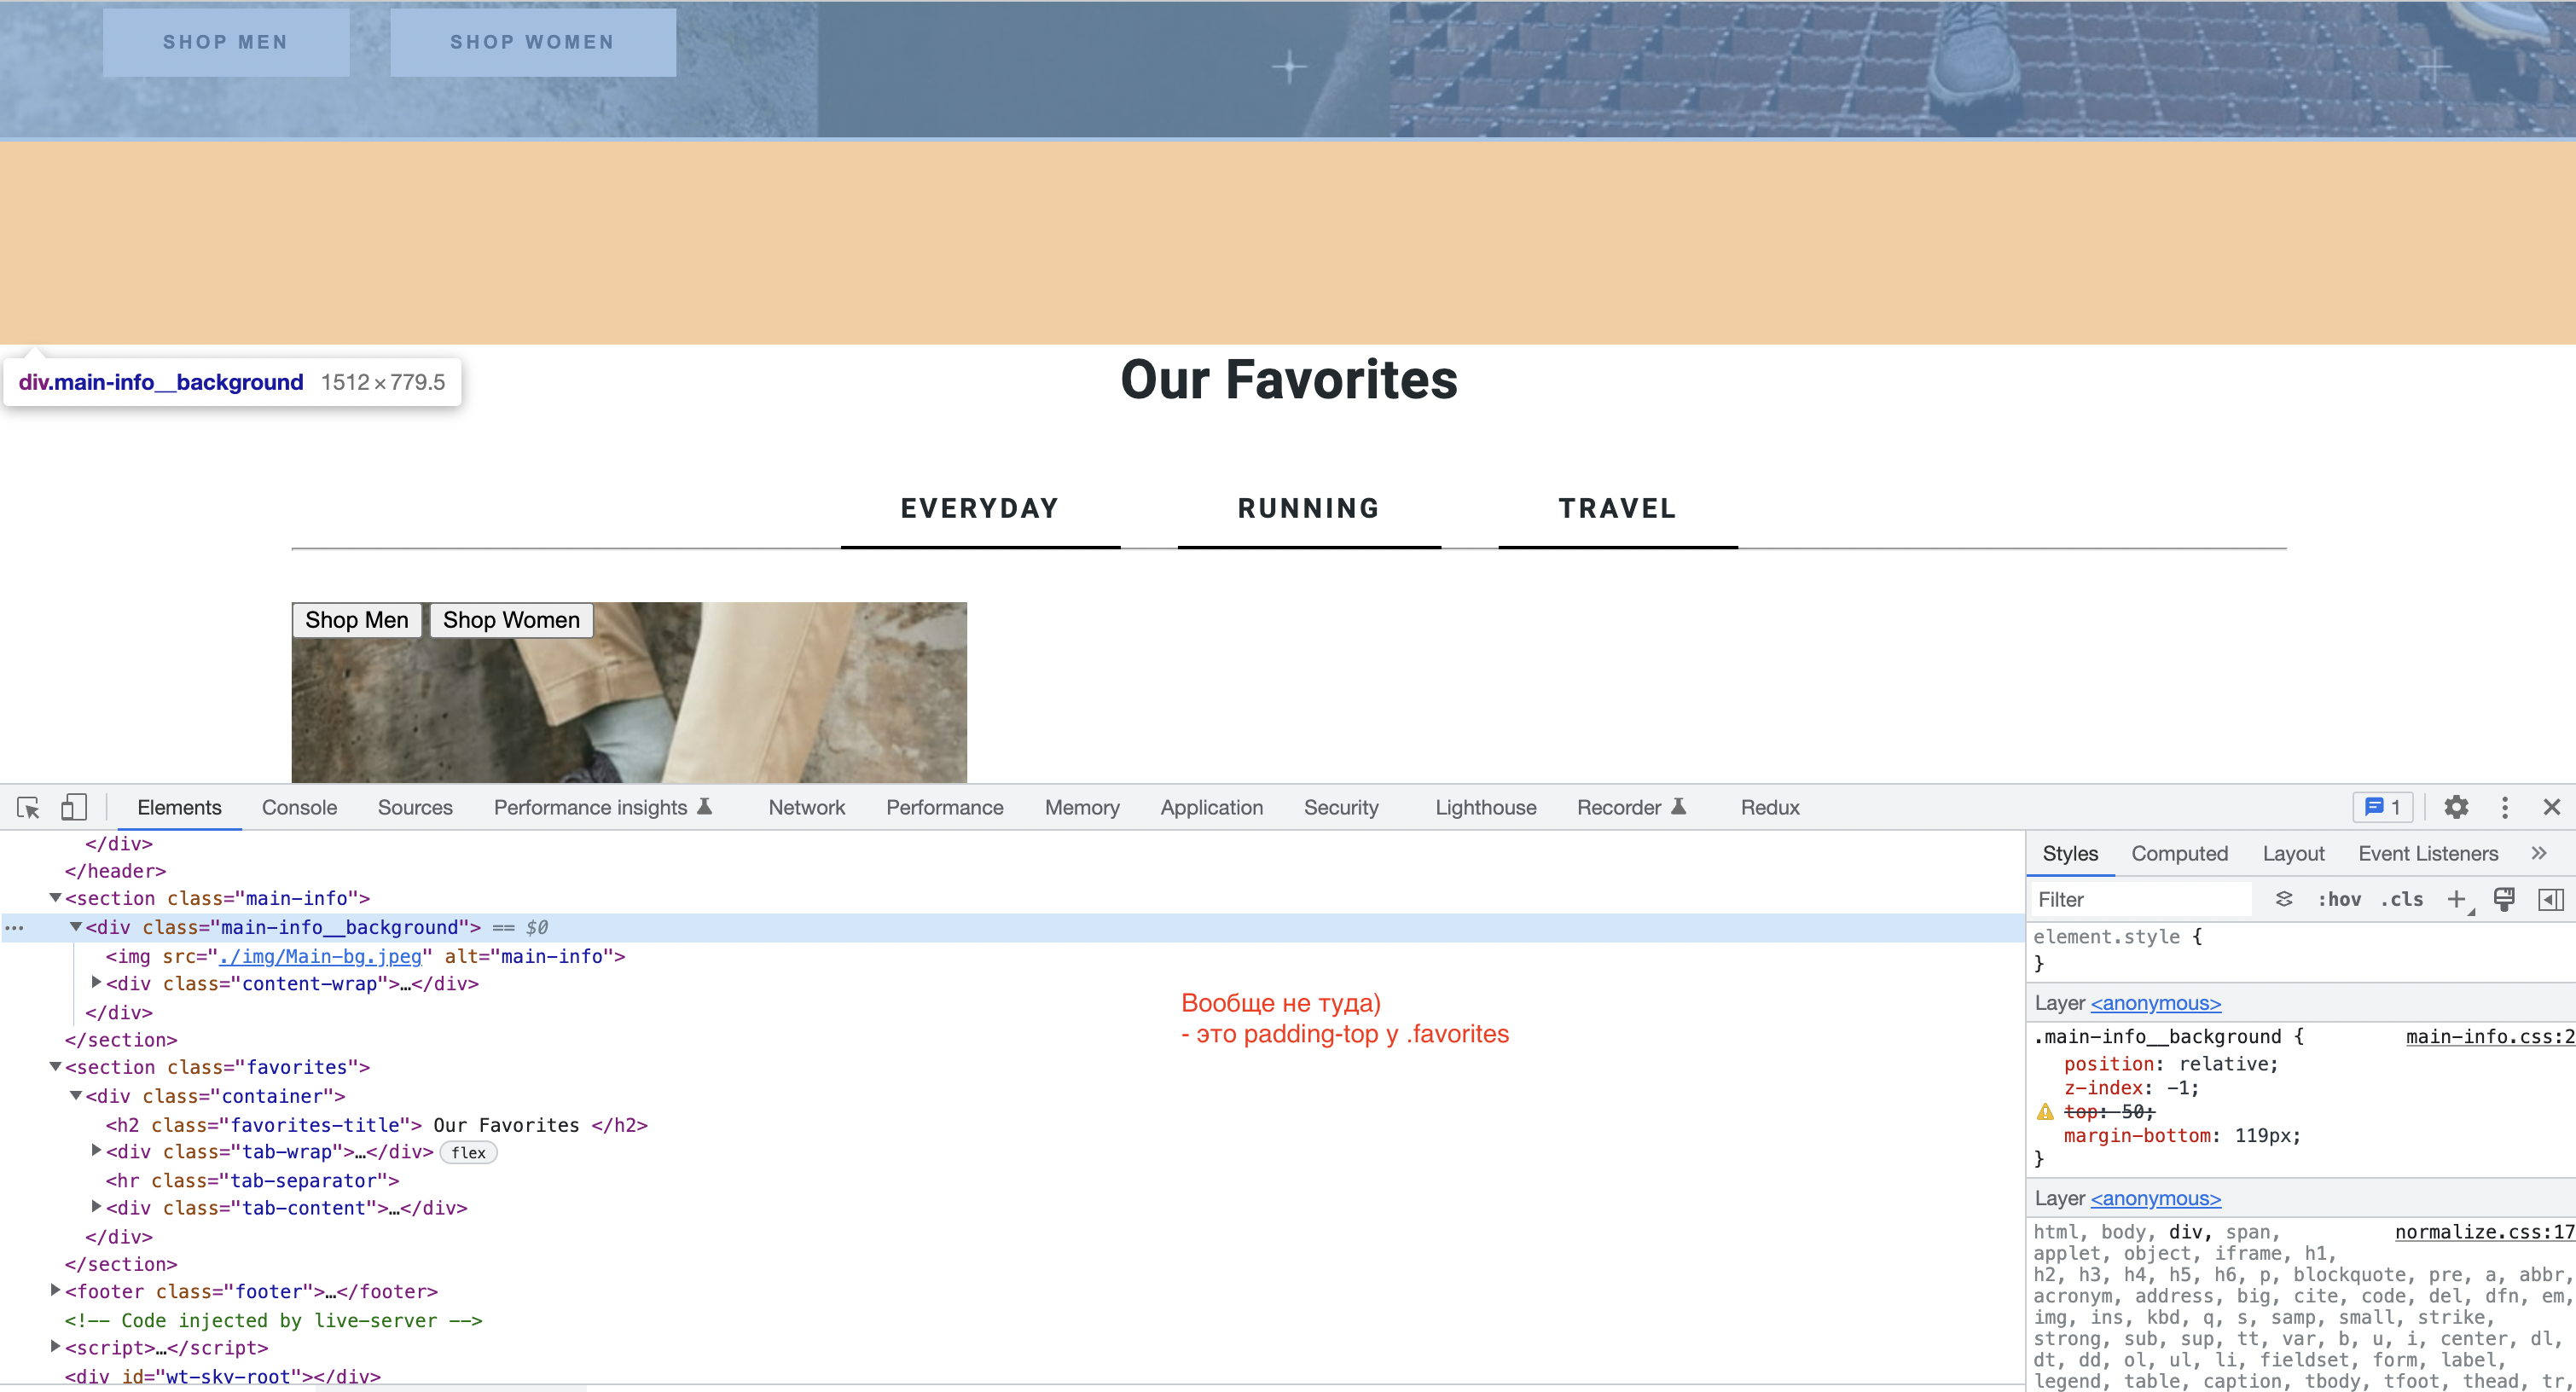 SHOP MEN
SHOP WOMEN
div.main-info__background 1512 × 779.5
Our Favorites
EVERYDAY
RUNNING
TRAVEL
Shop Men
Shop Women
Elements
Console
Sources
Performance insights
Network
Performance
Memory
Application
Security
Lighthouse
Recorder
Redux
1
</div>
</header>
<section class="main-info">
<div class="main-info__background"> == $0
<img src="./img/Main-bg.jpeg" alt="main-info">
<div class="content-wrap">…</div>
</div>
</section>
<section class="favorites">
<div class="container">
<h2 class="favorites-title"> Our Favorites </h2>
<div class="tab-wrap">…</div> flex
<hr class="tab-separator">
<div class="tab-content">…</div>
</div>
</section>
<footer class="footer">…</footer>
<!-- Code injected by live-server -->
<script>…</script>
<div id="wt-sky-root"></div>
Вообще не туда)
- это padding-top у .favorites
Styles
Computed
Layout
Event Listeners
Filter
:hov
.cls
element.style {
}
Layer <anonymous>
.main-info__background { main-info.css:2
position: relative;
z-index: -1;
top: 50;
margin-bottom: 119px;
}
Layer <anonymous>
html, body, div, span, normalize.css:17
applet, object, iframe, h1,
h2, h3, h4, h5, h6, p, blockquote, pre, a, abbr,
acronym, address, big, cite, code, del, dfn, em,
img, ins, kbd, q, s, samp, small, strike,
strong, sub, sup, tt, var, b, u, i, center, dl,
dt, dd, ol, ul, li, fieldset, form, label,
legend, table, caption, tbody, tfoot, thead, tr,